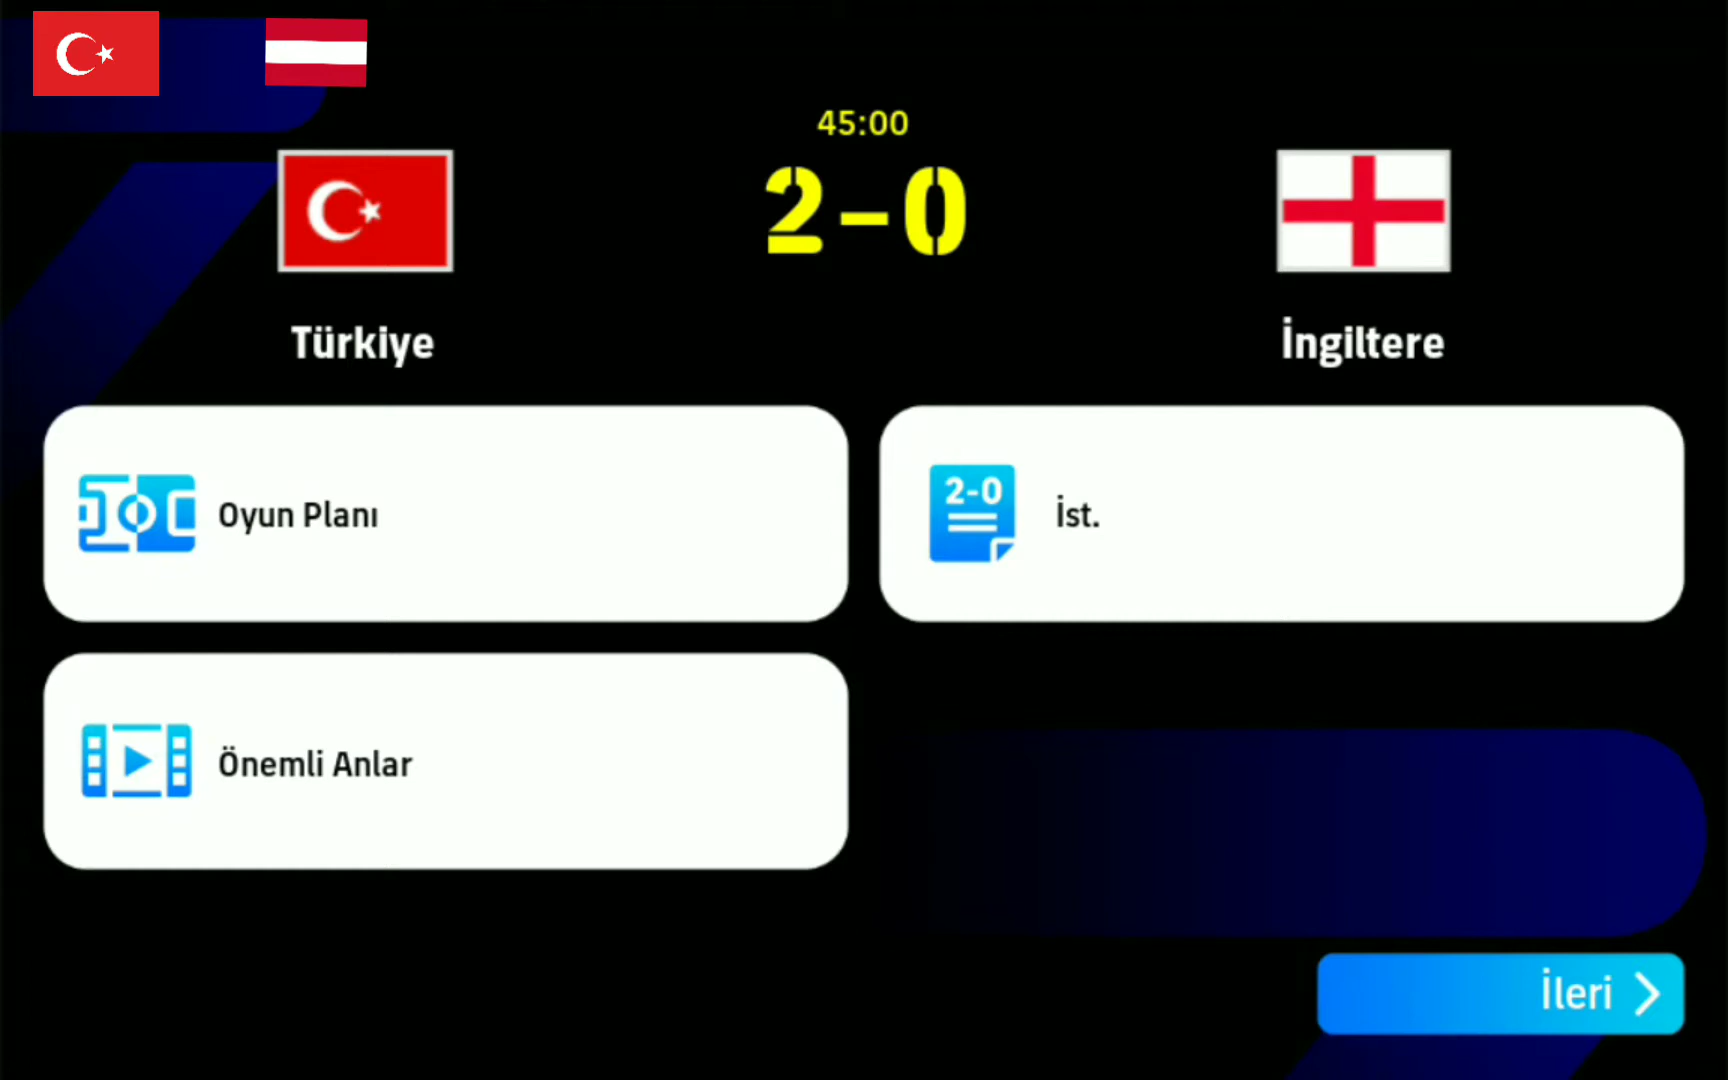 45:00
2-0
Türkiye
İngiltere
Oyun Planı
2-0
İst.
Önemli Anlar
İleri